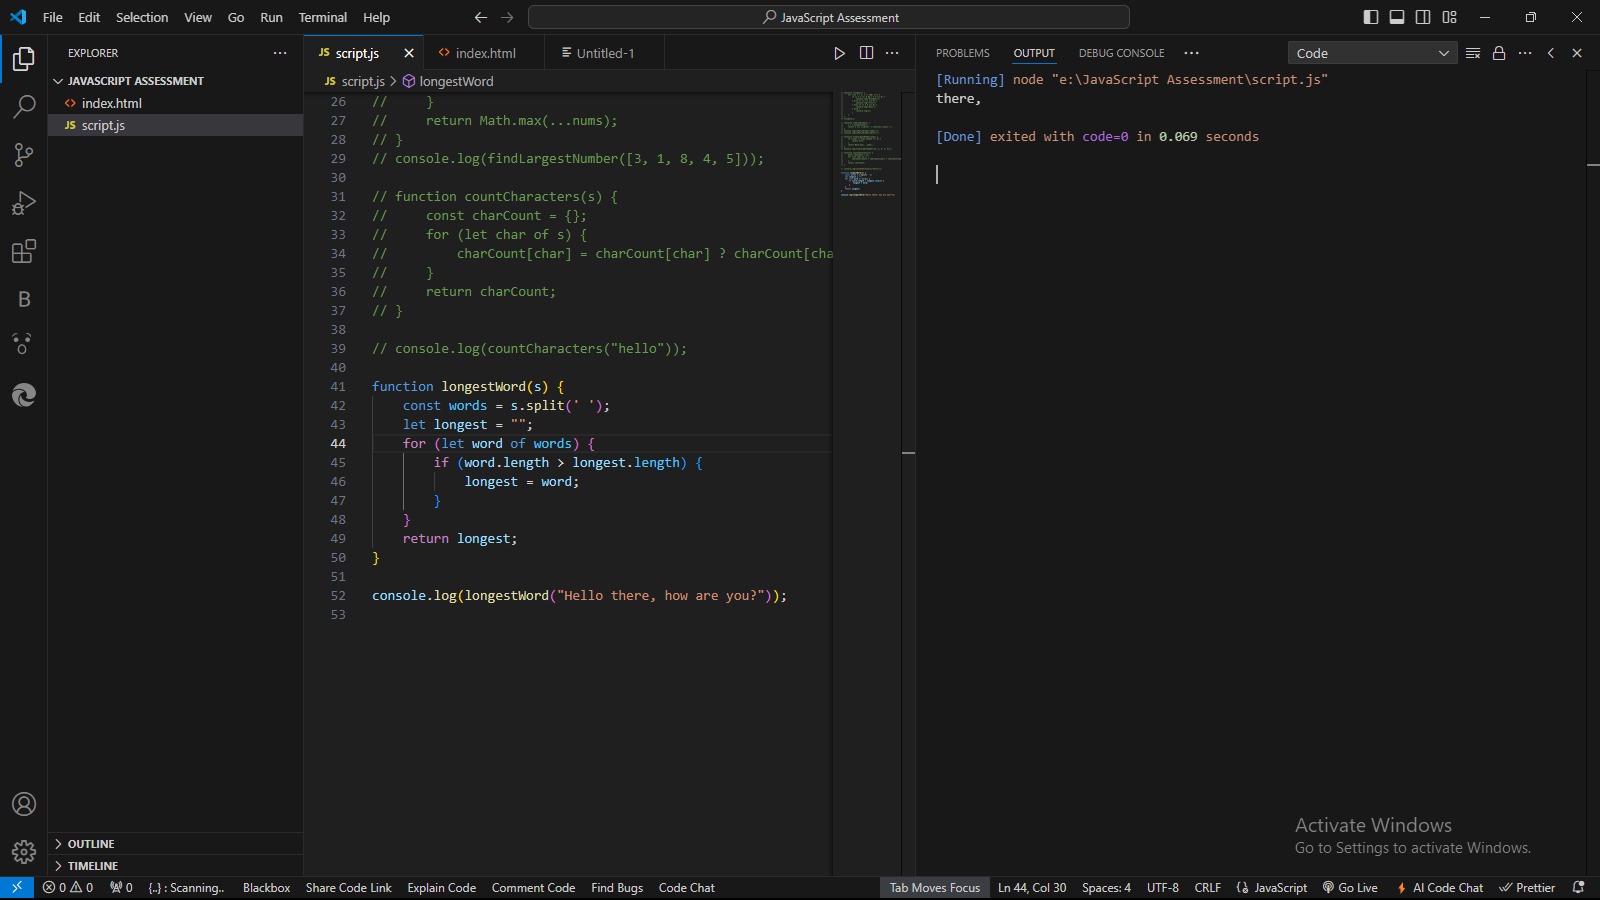 File Edit Selection View Go Run Terminal Help
JavaScript Assessment
EXPLORER
JAVASCRIPT ASSESSMENT
index.html
JS script.js
OUTLINE
TIMELINE
JS script.js
index.html
Untitled-1
JS script.js > longestWord
26 //     }
27 //     return Math.max(...nums);
28 // }
29 // console.log(findLargestNumber([3, 1, 8, 4, 5]));
30
31 // function countCharacters(s) {
32 //     const charCount = {};
33 //     for (let char of s) {
34 //         charCount[char] = charCount[char] ? charCount[cha
35 //     }
36 //     return charCount;
37 // }
38
39 // console.log(countCharacters("hello"));
40
41 function longestWord(s) {
42     const words = s.split(' ');
43     let longest = "";
44     for (let word of words) {
45         if (word.length > longest.length) {
46             longest = word;
47         }
48     }
49     return longest;
50 }
51
52 console.log(longestWord("Hello there, how are you?"));
53
PROBLEMS OUTPUT DEBUG CONSOLE
Code
[Running] node "e:\JavaScript Assessment\script.js"
there,
[Done] exited with code=0 in 0.069 seconds
Activate Windows
Go to Settings to activate Windows.
0 0 0 {..} : Scanning.. Blackbox Share Code Link Explain Code Comment Code Find Bugs Code Chat Tab Moves Focus Ln 44, Col 30 Spaces: 4 UTF-8 CRLF JavaScript Go Live AI Code Chat Prettier